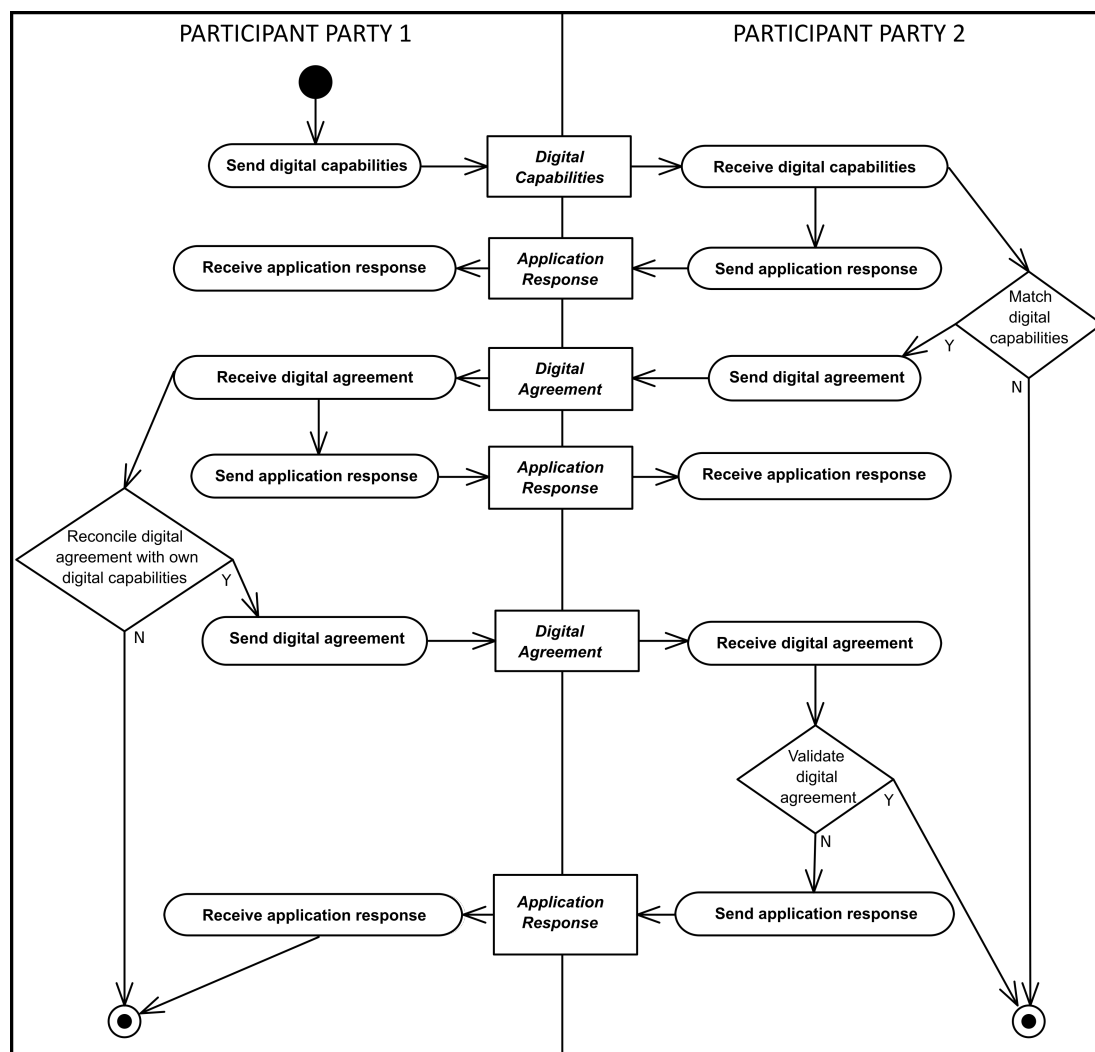 PARTICIPANT PARTY 1
PARTICIPANT PARTY 2
Send digital capabilities
Digital
Capabilities
Receive digital capabilities
Receive application response
Application
Response
Send application response
Match
digital
capabilities
Y
N
Receive digital agreement
Digital
Agreement
Send digital agreement
Send application response
Application
Response
Receive application response
Reconcile digital
agreement with own
digital capabilities
Y
N
Send digital agreement
Digital
Agreement
Receive digital agreement
Validate
digital
agreement
Y
N
Receive application response
Application
Response
Send application response